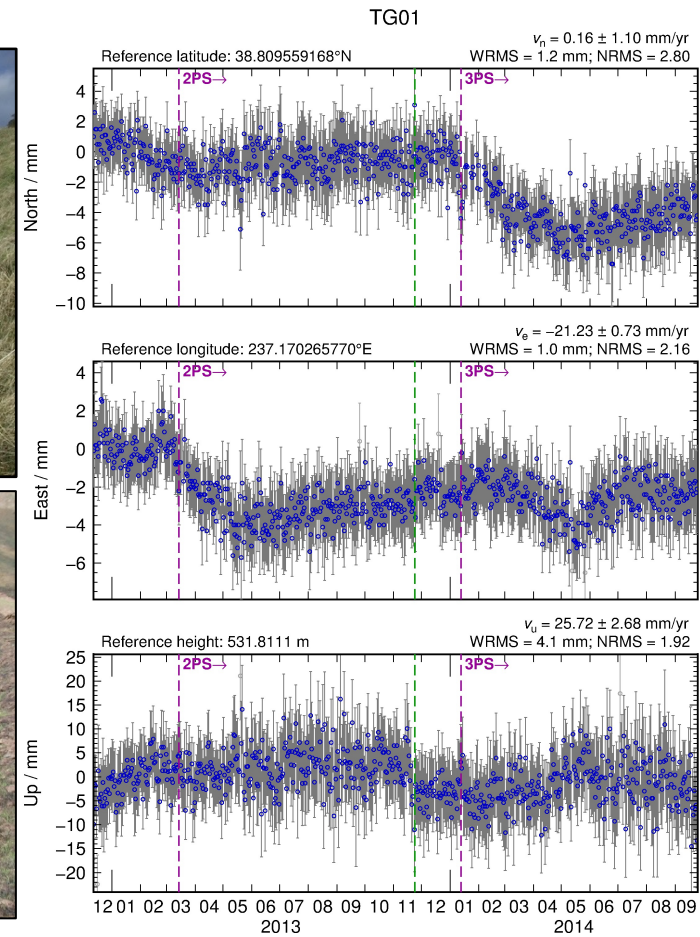 TG01
vn = 0.16 ± 1.10 mm/yr
Reference latitude: 38.809559168°N WRMS = 1.2 mm; NRMS = 2.80
2PS→ 3PS→
4
2
0
−2
−4
−6
−8
−10
North / mm
ve = −21.23 ± 0.73 mm/yr
Reference longitude: 237.170265770°E WRMS = 1.0 mm; NRMS = 2.16
2PS→ 3PS→
4
2
0
−2
−4
−6
East / mm
vu = 25.72 ± 2.68 mm/yr
Reference height: 531.8111 m WRMS = 4.1 mm; NRMS = 1.92
2PS→ 3PS→
25
20
15
10
5
0
−5
−10
−15
−20
Up / mm
12 01 02 03 04 05 06 07 08 09 10 11 12 01 02 03 04 05 06 07 08 09
2013 2014